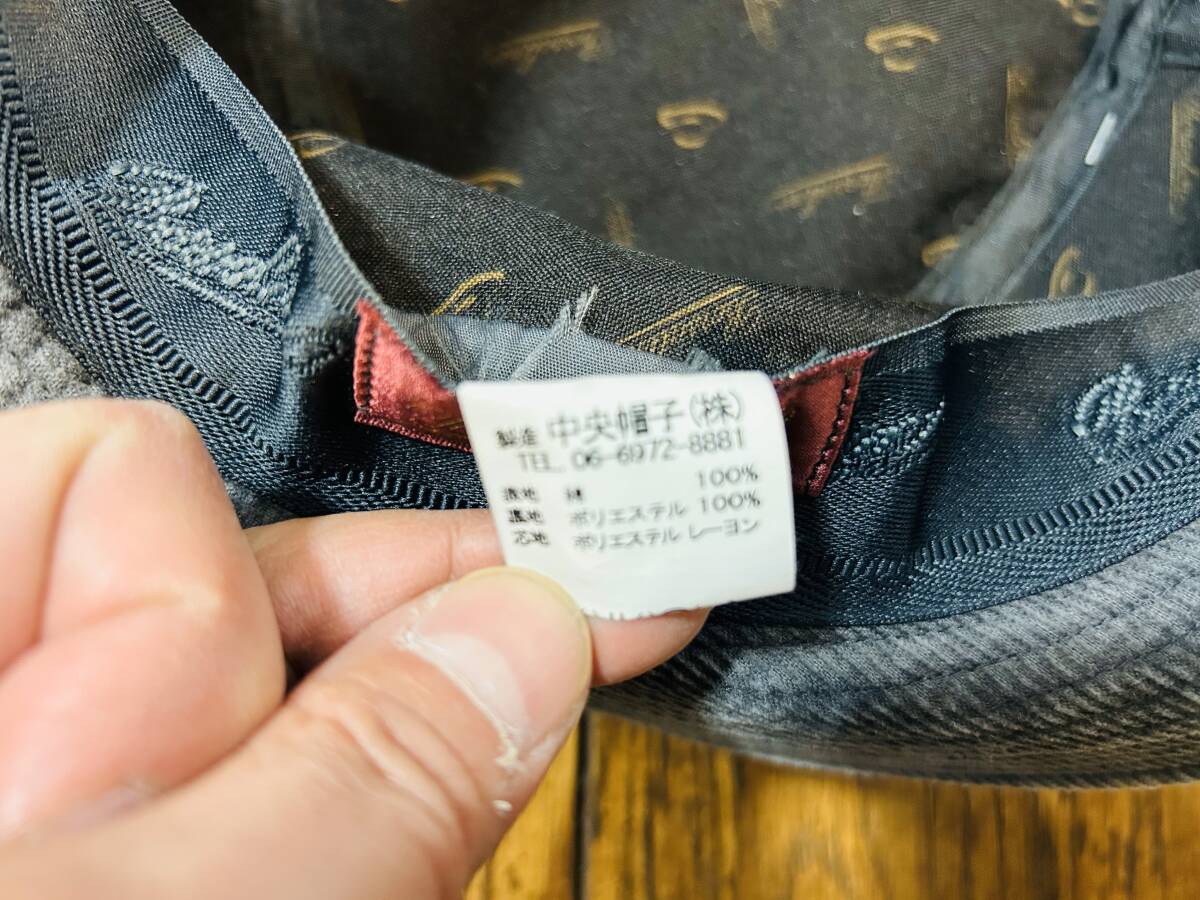 製造 中央帽子(株)
TEL. 06-6972-8881
表地 綿 100%
裏地 ポリエステル 100%
芯地 ポリエステル レーヨン